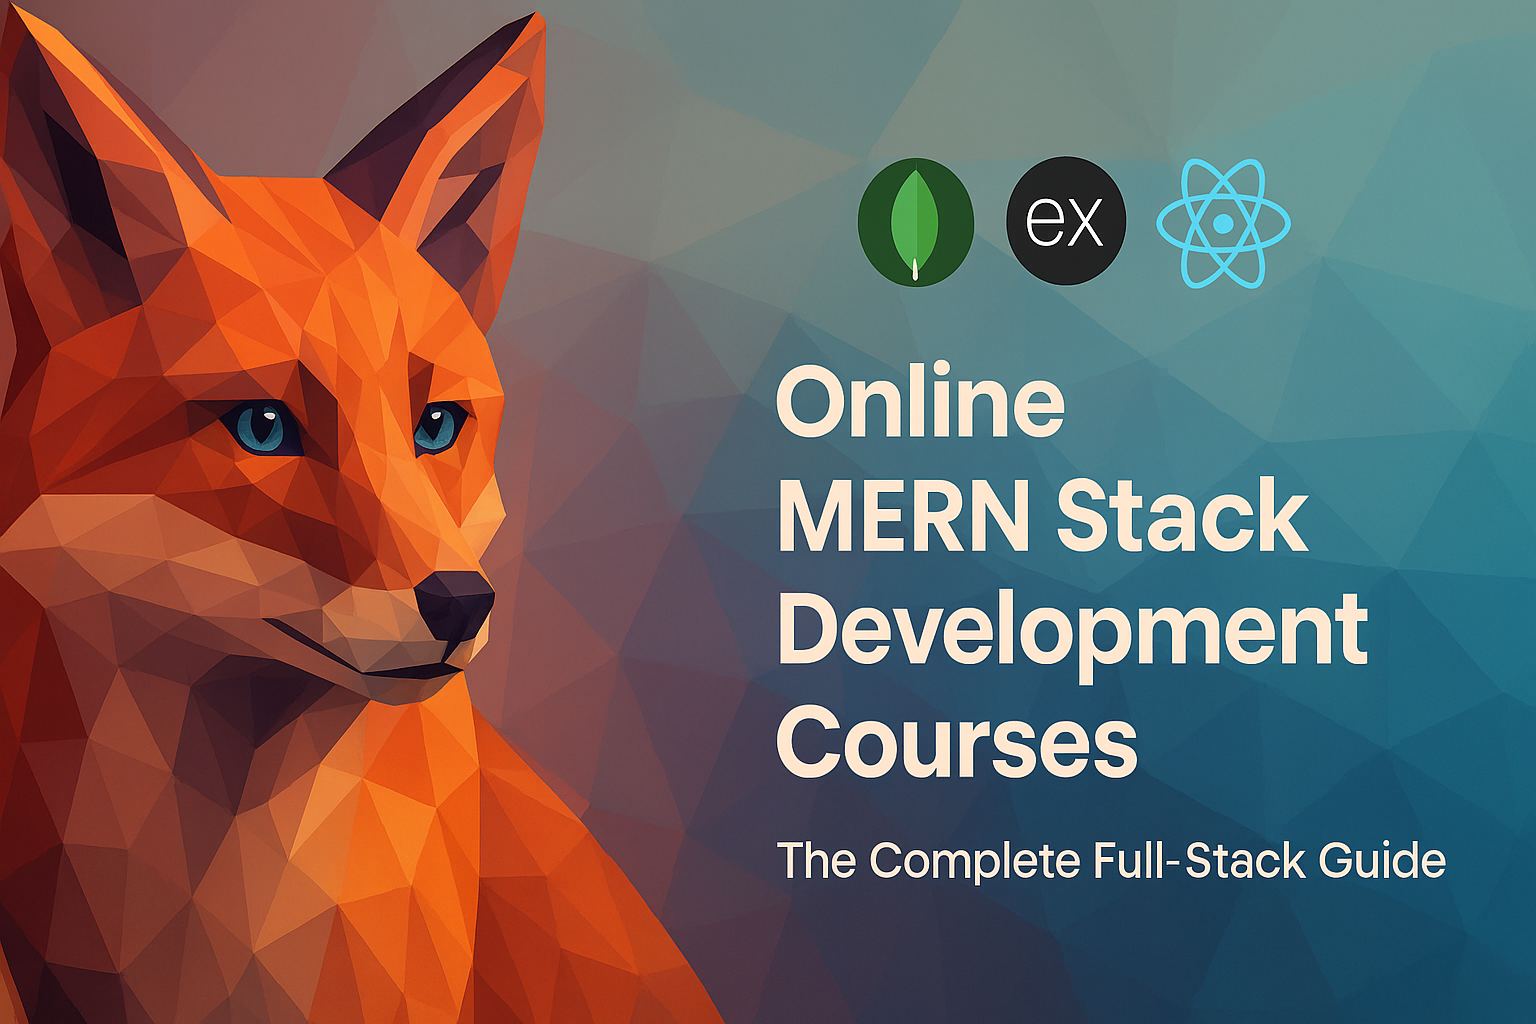 ex
Online
MERN Stack
Development
Courses
The Complete Full-Stack Guide